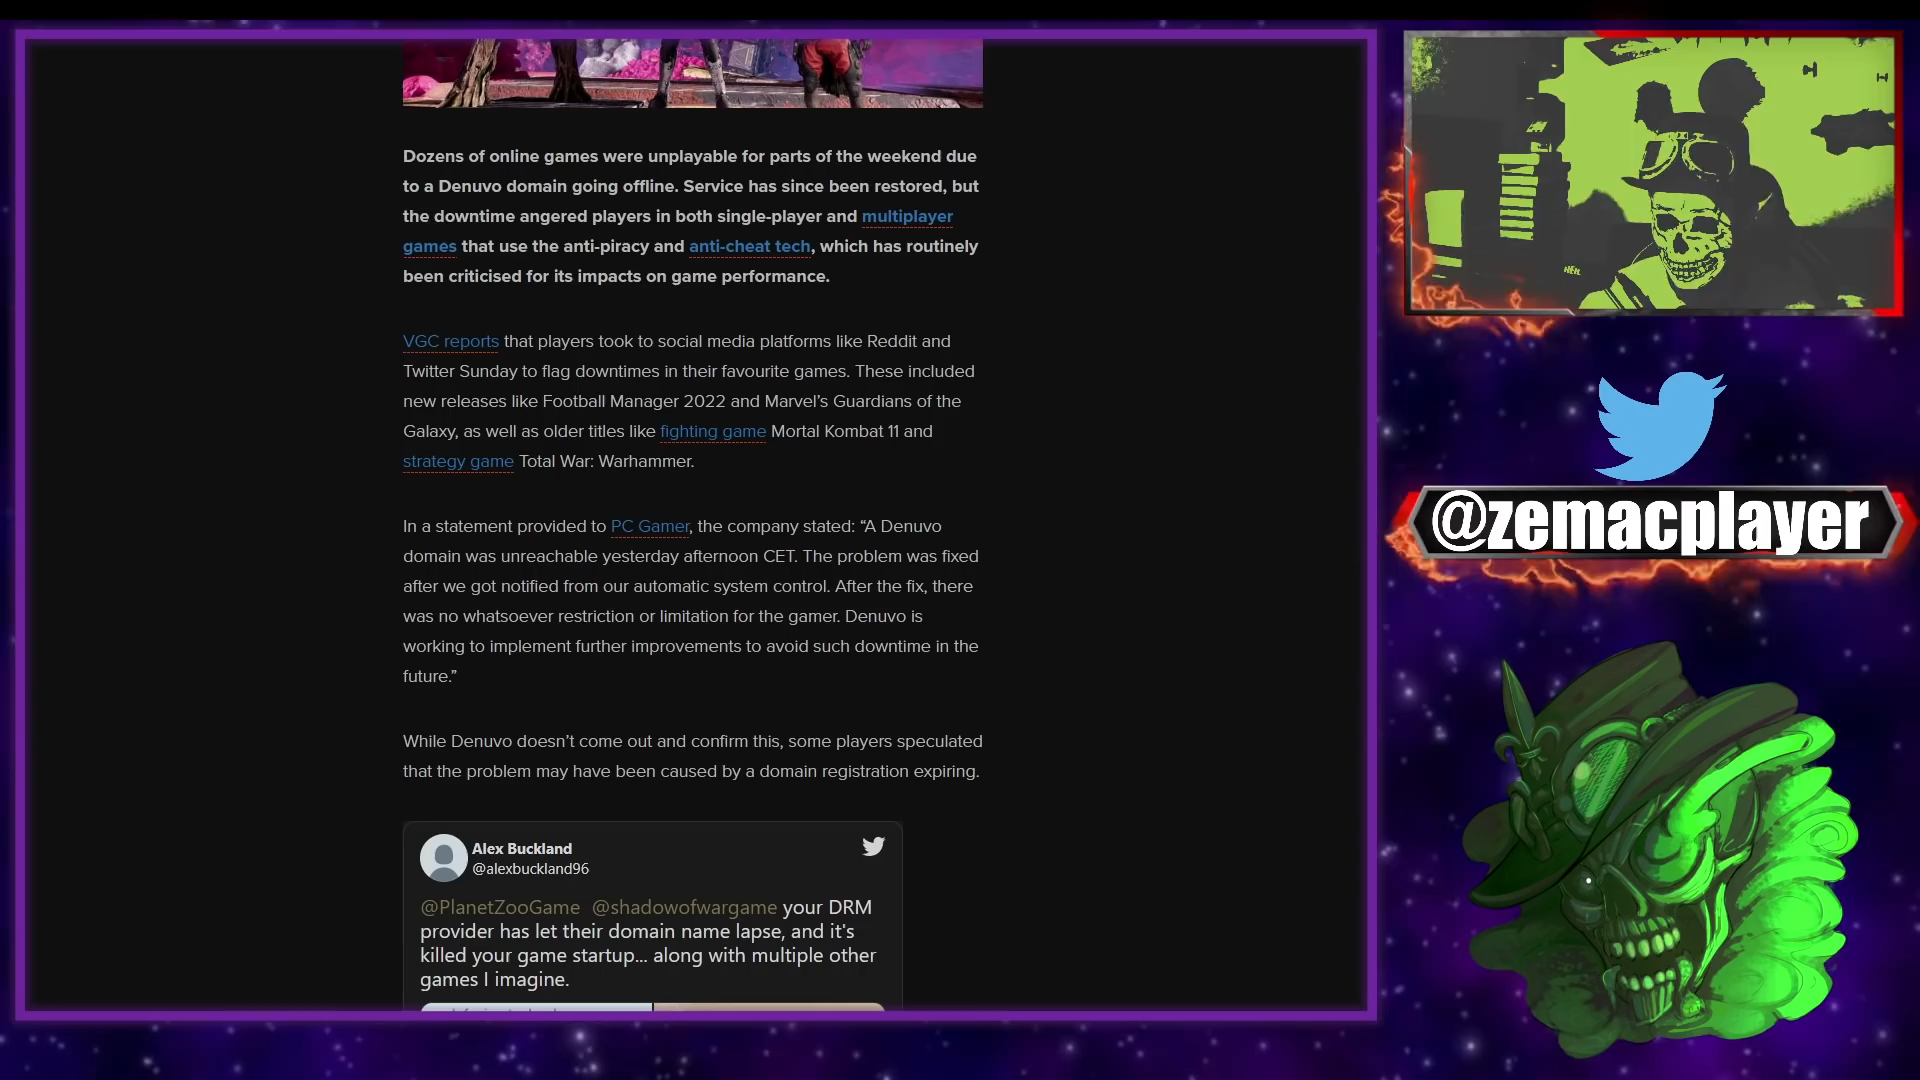 Dozens of online games were unplayable for parts of the weekend due
to a Denuvo domain going offline. Service has since been restored, but
the downtime angered players in both single-player and multiplayer
games that use the anti-piracy and anti-cheat tech, which has routinely
been criticised for its impacts on game performance.
VGC reports that players took to social media platforms like Reddit and
Twitter Sunday to flag downtimes in their favourite games. These included
new releases like Football Manager 2022 and Marvel’s Guardians of the
Galaxy, as well as older titles like fighting game Mortal Kombat 11 and
strategy game Total War: Warhammer.
In a statement provided to PC Gamer, the company stated: “A Denuvo
domain was unreachable yesterday afternoon CET. The problem was fixed
after we got notified from our automatic system control. After the fix, there
was no whatsoever restriction or limitation for the gamer. Denuvo is
working to implement further improvements to avoid such downtime in the
future.”
While Denuvo doesn’t come out and confirm this, some players speculated
that the problem may have been caused by a domain registration expiring.
Alex Buckland
@alexbuckland96
@PlanetZooGame @shadowofwargame your DRM
provider has let their domain name lapse, and it's
killed your game startup... along with multiple other
games I imagine.
@zemacplayer